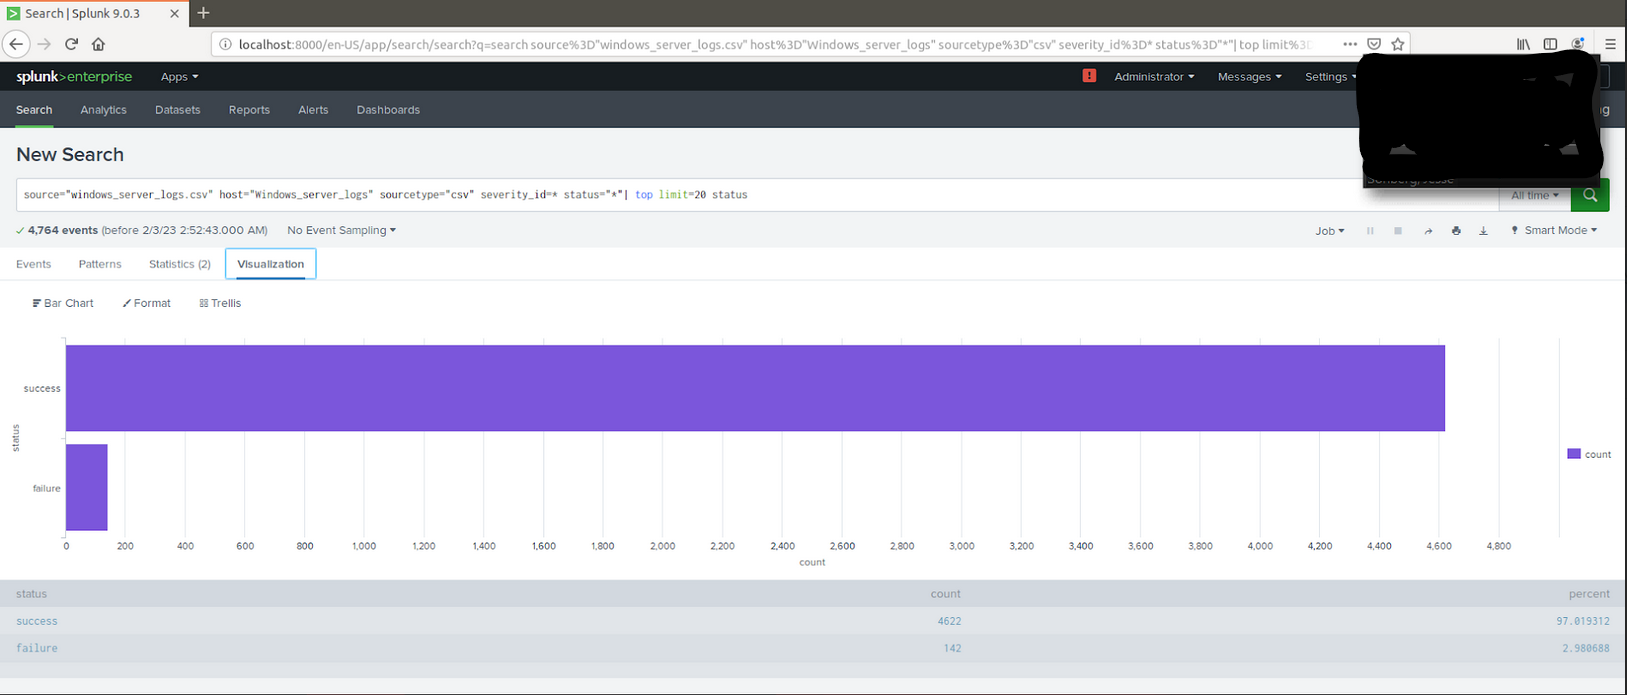 Search | Splunk 9.0.3
localhost:8000/en-US/app/search/search?q=search source%3D"windows_server_logs.csv" host%3D"Windows_server_logs" sourcetype%3D"csv" severity_id%3D* status%3D"*"| top limit%3D
splunk>enterprise Apps Administrator Messages Settings
Search Analytics Datasets Reports Alerts Dashboards
New Search
source="windows_server_logs.csv" host="Windows_server_logs" sourcetype="csv" severity_id=* status="*"| top limit=20 status
All time
4,764 events (before 2/3/23 2:52:43.000 AM) No Event Sampling Job Smart Mode
Events Patterns Statistics (2) Visualization
Bar Chart Format Trellis
success
failure
status
0 200 400 600 800 1,000 1,200 1,400 1,600 1,800 2,000 2,200 2,400 2,600 2,800 3,000 3,200 3,400 3,600 3,800 4,000 4,200 4,400 4,600 4,800
count
count
status count percent
success 4622 97.019312
failure 142 2.980688